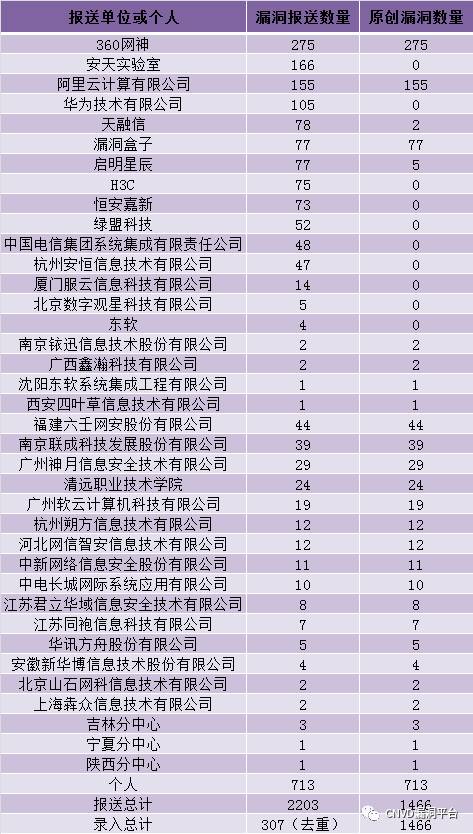 报送单位或个人 漏洞报送数量 原创漏洞数量
360网神 275 275
安天实验室 166 0
阿里云计算有限公司 155 155
华为技术有限公司 105 0
天融信 78 2
漏洞盒子 77 77
启明星辰 77 5
H3C 75 0
恒安嘉新 73 0
绿盟科技 52 0
中国电信集团系统集成有限责任公司 48 0
杭州安恒信息技术有限公司 47 0
厦门服云信息科技有限公司 14 0
北京数字观星科技有限公司 5 0
东软 4 0
南京铱迅信息技术股份有限公司 2 2
广西鑫瀚科技有限公司 2 2
沈阳东软系统集成工程有限公司 1 1
西安四叶草信息技术有限公司 1 1
福建六壬网安股份有限公司 44 44
南京联成科技发展股份有限公司 39 39
广州神月信息安全技术有限公司 29 29
清远职业技术学院 24 24
广州软云计算机科技有限公司 19 19
杭州朔方信息技术有限公司 12 12
河北网信智安信息技术有限公司 12 12
中新网络信息安全股份有限公司 11 11
中电长城网际系统应用有限公司 10 10
江苏君立华域信息安全技术有限公司 8 8
江苏同袍信息科技有限公司 7 7
华讯方舟股份有限公司 5 5
安徽新华博信息技术股份有限公司 4 4
北京山石网科信息技术有限公司 2 2
上海犇众信息技术有限公司 2 2
吉林分中心 3 3
宁夏分中心 1 1
陕西分中心 1 1
个人 713 713
报送总计 2203 1466
录入总计 307（去重） 1466
CNVD漏洞平台